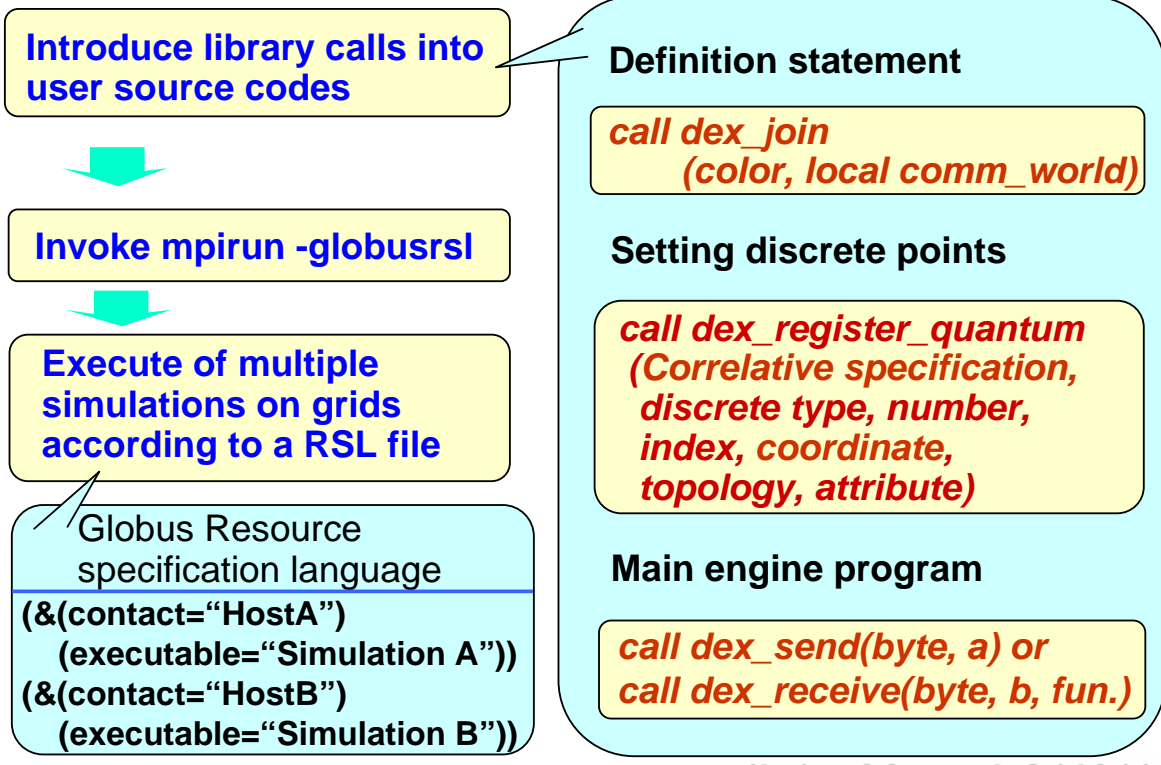 Introduce library calls into
user source codes
Invoke mpirun -globusrsl
Execute of multiple
simulations on grids
according to a RSL file
Globus Resource
specification language
(&(contact=“HostA”)
(executable=“Simulation A”))
(&(contact=“HostB”)
(executable=“Simulation B”))
Definition statement
call dex_join
(color, local comm_world)
Setting discrete points
call dex_register_quantum
(Correlative specification,
discrete type, number,
index, coordinate,
topology, attribute)
Main engine program
call dex_send(byte, a) or
call dex_receive(byte, b, fun.)